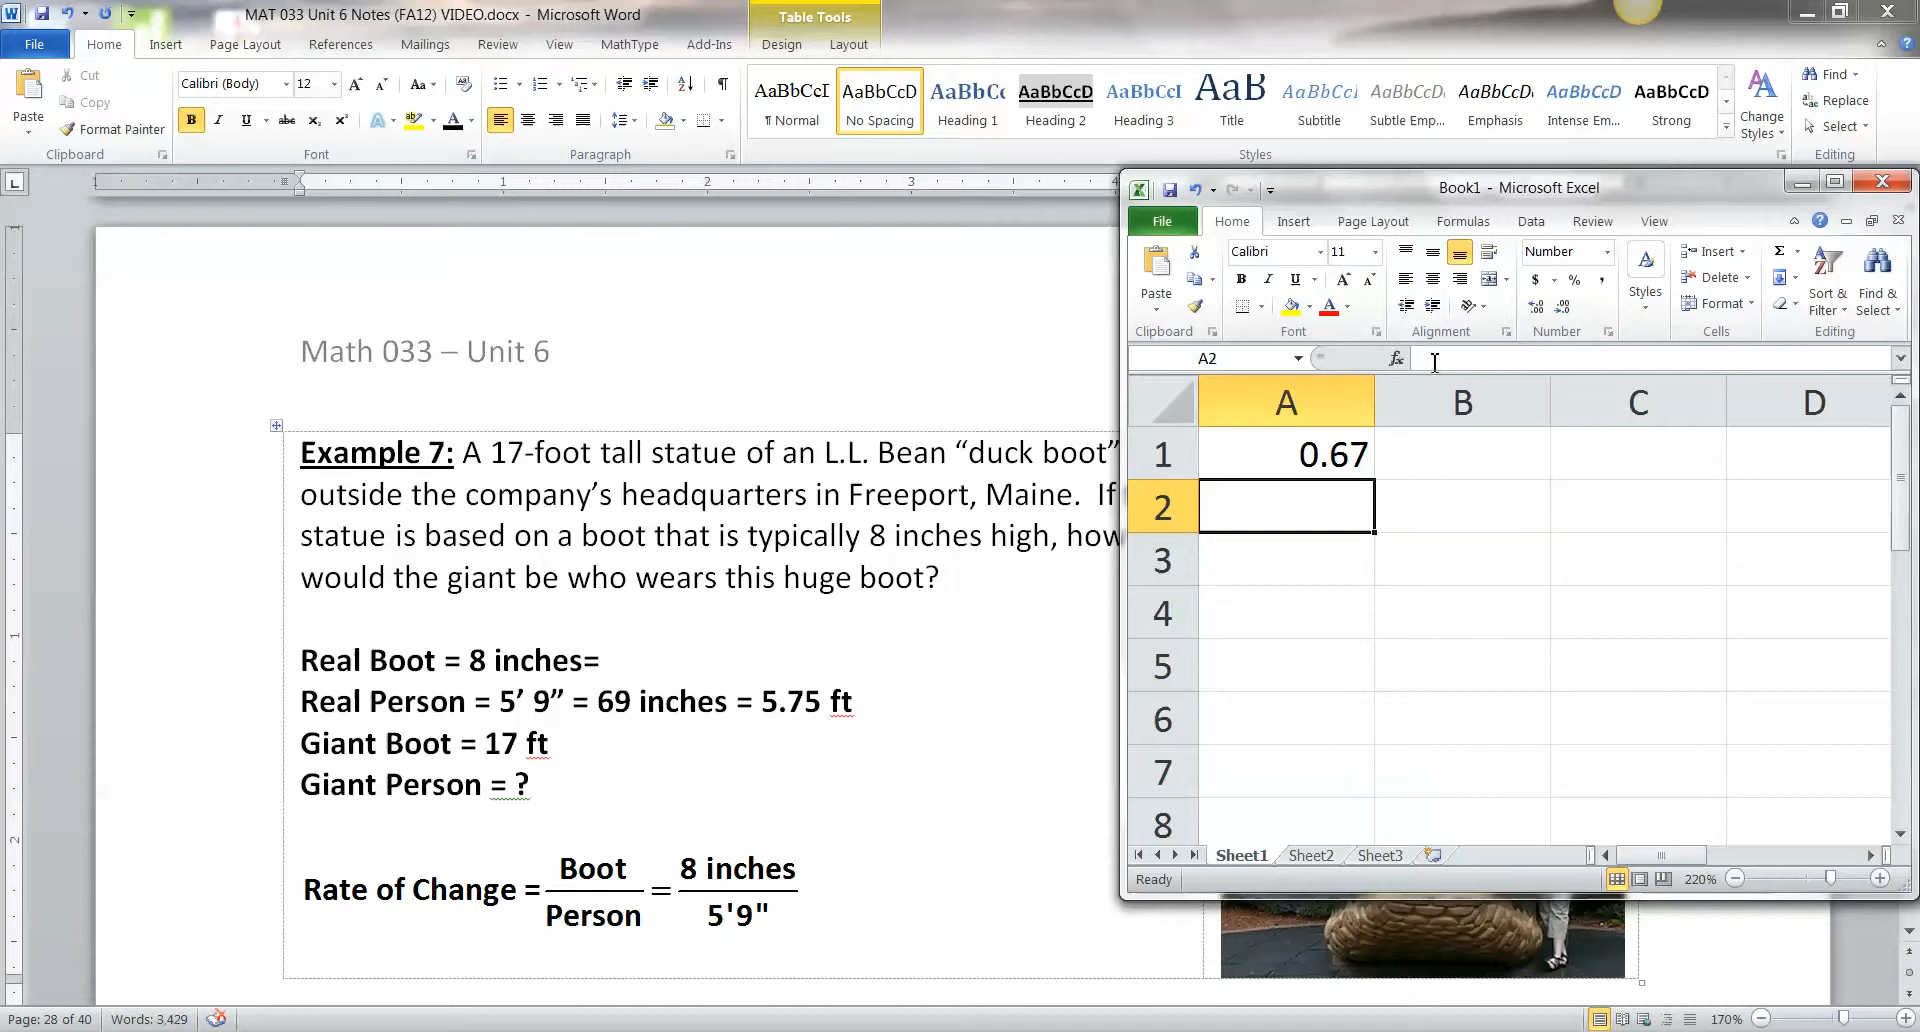 MAT 033 Unit 6 Notes (FA12) VIDEO.docx - Microsoft Word
Table Tools
File Home Insert Page Layout References Mailings Review View MathType Add-Ins Design Layout
Paste
Cut
Copy
Format Painter
Clipboard
Calibri (Body) 12
Font
Paragraph
AaBbCcI AaBbCcD AaBbCc AaBbCcD AaBbCcI AaB AaBbCcI AaBbCcD AaBbCcD AaBbCcD AaBbCcD
¶ Normal No Spacing Heading 1 Heading 2 Heading 3 Title Subtitle Subtle Emp... Emphasis Intense Em... Strong
Styles
Change Styles
Find
Replace
Select
Editing
Math 033 – Unit 6
Example 7: A 17-foot tall statue of an L.L. Bean “duck boot”
outside the company’s headquarters in Freeport, Maine. If
statue is based on a boot that is typically 8 inches high, how
would the giant be who wears this huge boot?
Real Boot = 8 inches=
Real Person = 5’ 9” = 69 inches = 5.75 ft
Giant Boot = 17 ft
Giant Person = ?
Rate of Change = Boot / Person = 8 inches / 5'9"
Book1 - Microsoft Excel
File Home Insert Page Layout Formulas Data Review View
Paste
Clipboard
Calibri 11
Font
Alignment
Number
Number
Styles
Insert
Delete
Format
Cells
Sort & Filter
Find & Select
Editing
A2 fx
A B C D
1 0.67
2
3
4
5
6
7
8
Sheet1 Sheet2 Sheet3
Ready 220%
Page: 28 of 40 Words: 3,429 170%